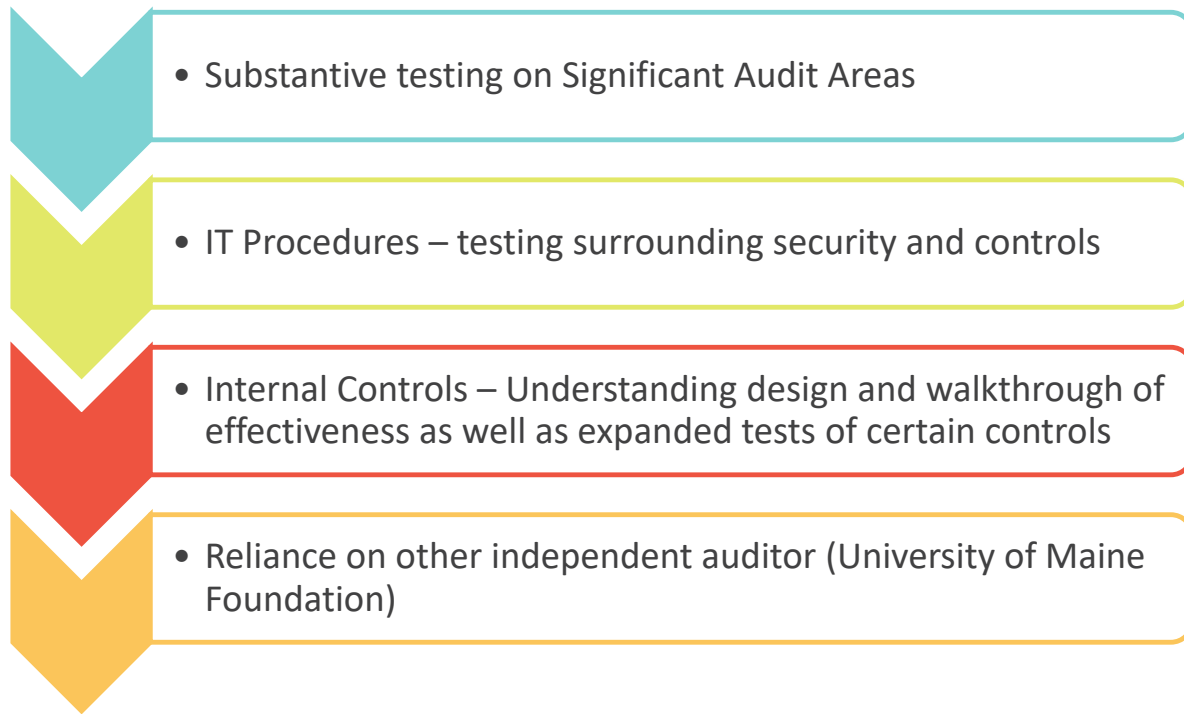 • Substantive testing on Significant Audit Areas
• IT Procedures – testing surrounding security and controls
• Internal Controls – Understanding design and walkthrough of
effectiveness as well as expanded tests of certain controls
• Reliance on other independent auditor (University of Maine
Foundation)